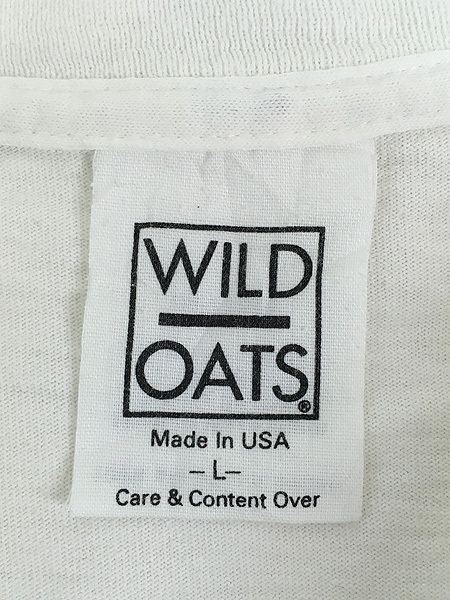 WILD
OATS®
Made In USA
-L-
Care & Content Over